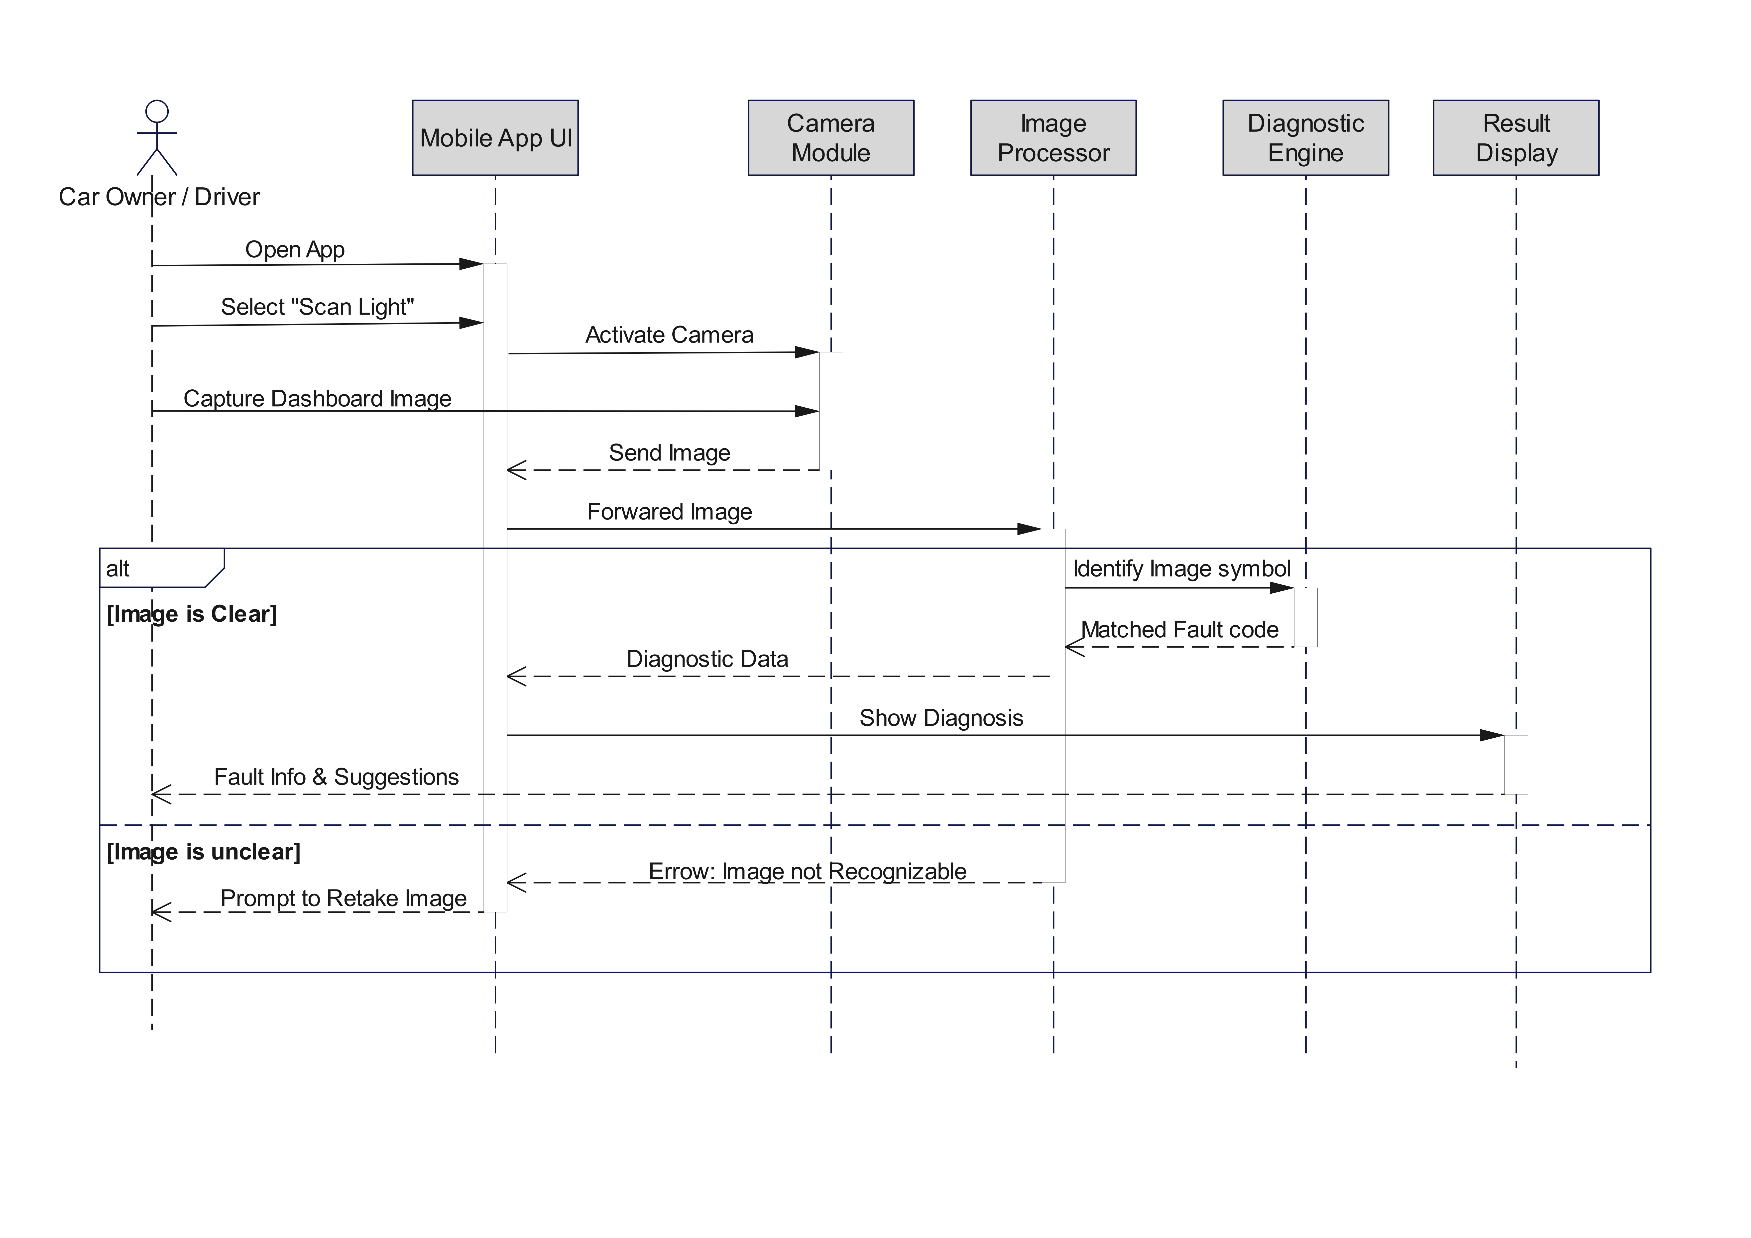 Mobile App UI
Camera
Module
Image
Processor
Diagnostic
Engine
Result
Display
Car Owner / Driver
Open App
Select "Scan Light"
Activate Camera
Capture Dashboard Image
Send Image
Forwared Image
alt
Identify Image symbol
[Image is Clear]
Matched Fault code
Diagnostic Data
Show Diagnosis
Fault Info & Suggestions
[Image is unclear]
Errow: Image not Recognizable
Prompt to Retake Image